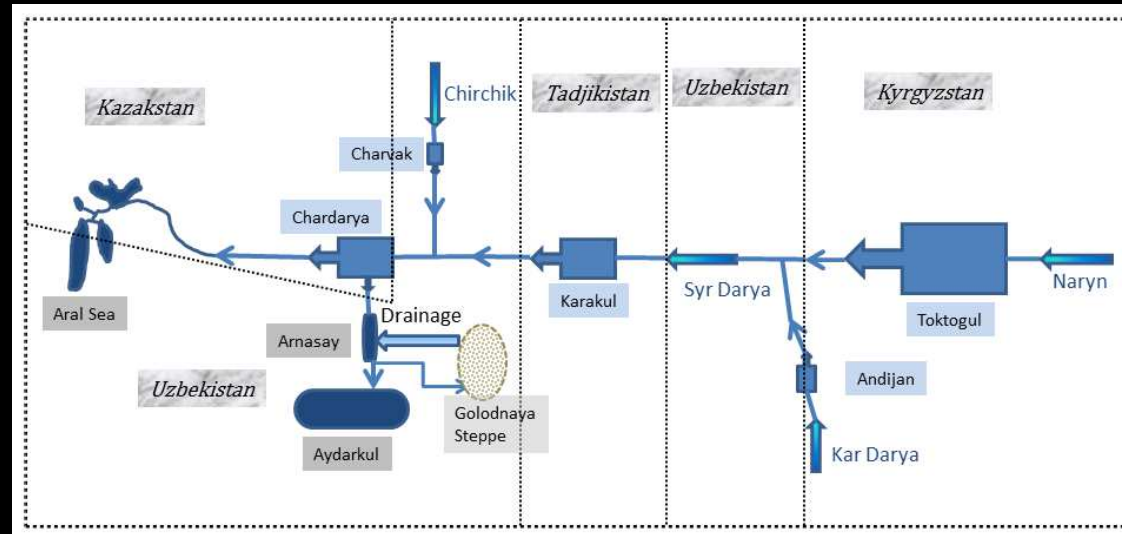 Kazakstan
Chirchik
Tadjikistan
Uzbekistan
Kyrgyzstan
Charvak
Chardarya
Karakul
Syr Darya
Naryn
Toktogul
Aral Sea
Drainage
Arnasay
Uzbekistan
Golodnaya
Steppe
Andijan
Aydarkul
Kar Darya